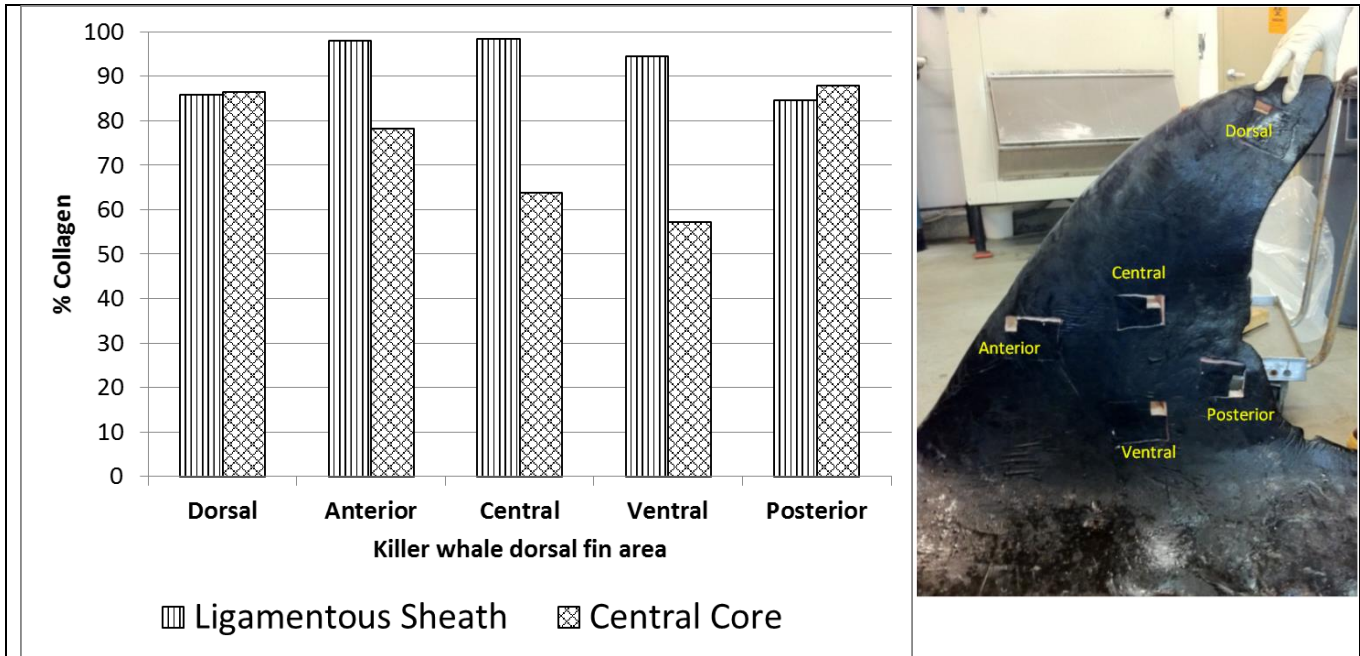 100
90
80
70
60
50
40
30
20
10
0
% Collagen
Dorsal Anterior Central Ventral Posterior
Killer whale dorsal fin area
Ligamentous Sheath Central Core
Dorsal
Central
Anterior
Posterior
Ventral